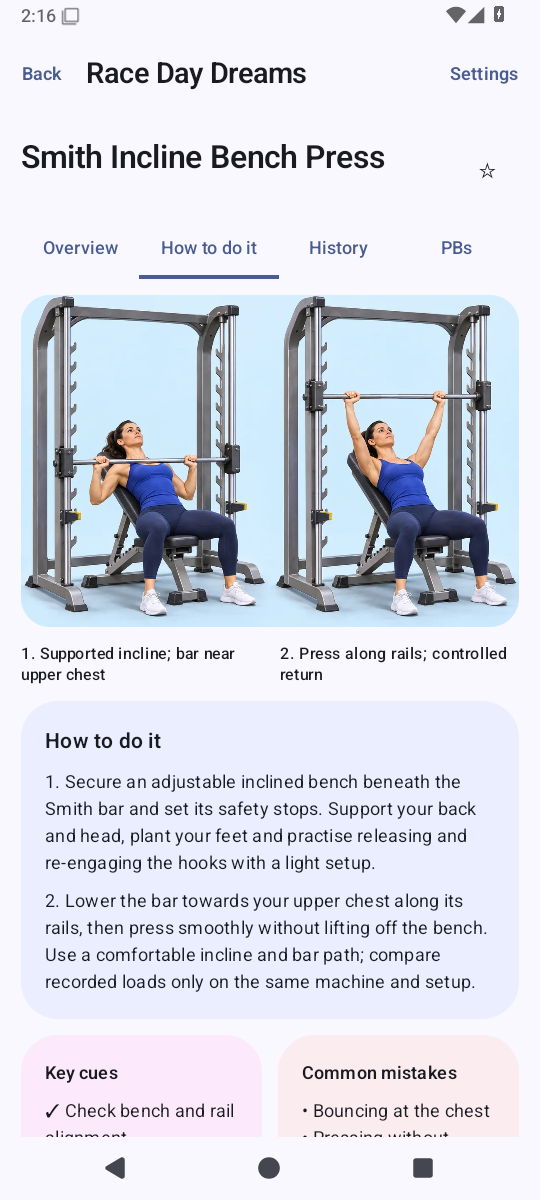 2:16
Back
Race Day Dreams
Settings
Smith Incline Bench Press
☆
Overview
How to do it
History
PBs
1. Supported incline; bar near
upper chest
2. Press along rails; controlled
return
How to do it
1. Secure an adjustable inclined bench beneath the
Smith bar and set its safety stops. Support your back
and head, plant your feet and practise releasing and
re-engaging the hooks with a light setup.
2. Lower the bar towards your upper chest along its
rails, then press smoothly without lifting off the bench.
Use a comfortable incline and bar path; compare
recorded loads only on the same machine and setup.
Key cues
✓ Check bench and rail
alignment
Common mistakes
• Bouncing at the chest
• Pressing without